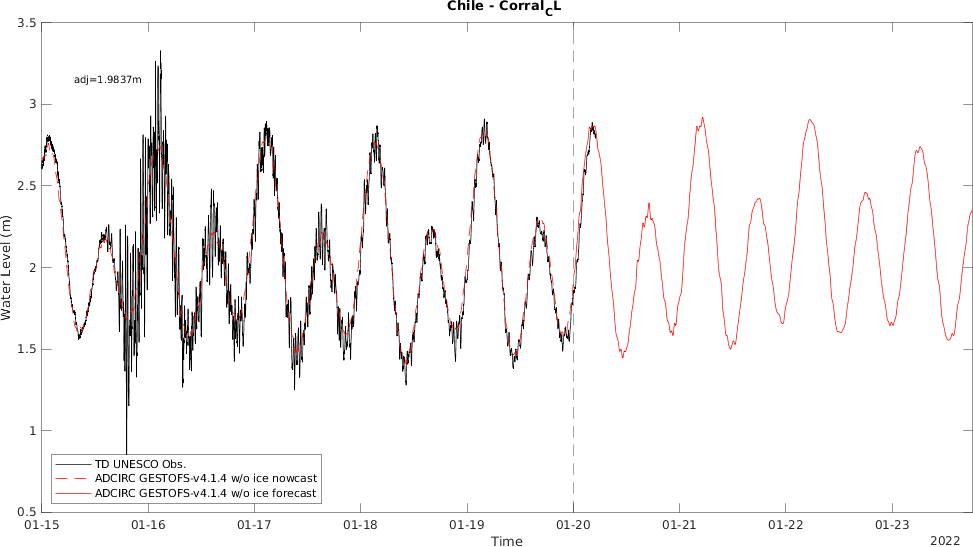 Chile - Corral_CL
3.5
3
2.5
2
1.5
1
0.5
Water Level (m)
adj=1.9837m
TD UNESCO Obs.
ADCIRC GESTOFS-v4.1.4 w/o ice nowcast
ADCIRC GESTOFS-v4.1.4 w/o ice forecast
01-15 01-16 01-17 01-18 01-19 01-20 01-21 01-22 01-23
Time
2022